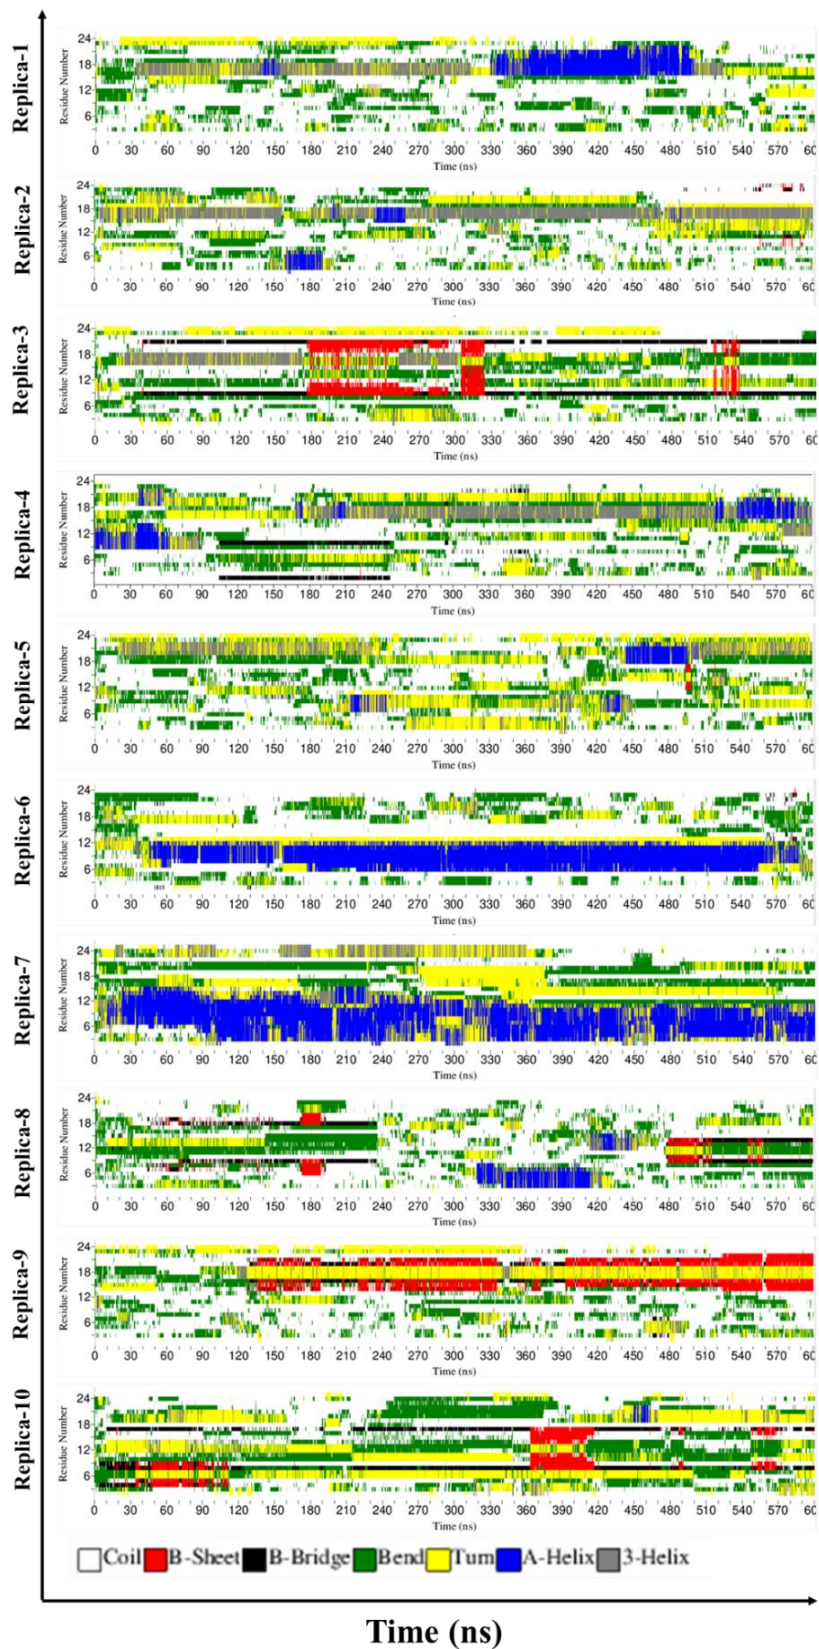 Replica-1
Residue Number
24
18
12
6
0 30 60 90 120 150 180 210 240 270 300 330 360 390 420 450 480 510 540 570 60
Time (ns)
Replica-2
Residue Number
24
18
12
6
0 30 60 90 120 150 180 210 240 270 300 330 360 390 420 450 480 510 540 570 60
Time (ns)
Replica-3
Residue Number
24
18
12
6
0 30 60 90 120 150 180 210 240 270 300 330 360 390 420 450 480 510 540 570 60
Time (ns)
Replica-4
Residue Number
24
18
12
6
0 30 60 90 120 150 180 210 240 270 300 330 360 390 420 450 480 510 540 570 60
Time (ns)
Replica-5
Residue Number
24
18
12
6
0 30 60 90 120 150 180 210 240 270 300 330 360 390 420 450 480 510 540 570 60
Time (ns)
Replica-6
Residue Number
24
18
12
6
0 30 60 90 120 150 180 210 240 270 300 330 360 390 420 450 480 510 540 570 60
Time (ns)
Replica-7
Residue Number
24
18
12
6
0 30 60 90 120 150 180 210 240 270 300 330 360 390 420 450 480 510 540 570 60
Time (ns)
Replica-8
Residue Number
24
18
12
6
0 30 60 90 120 150 180 210 240 270 300 330 360 390 420 450 480 510 540 570 60
Time (ns)
Replica-9
Residue Number
24
18
12
6
0 30 60 90 120 150 180 210 240 270 300 330 360 390 420 450 480 510 540 570 60
Time (ns)
Replica-10
Residue Number
24
18
12
6
0 30 60 90 120 150 180 210 240 270 300 330 360 390 420 450 480 510 540 570 60
Time (ns)
Coil B-Sheet B-Bridge Bend Turn A-Helix 3-Helix
Time (ns)